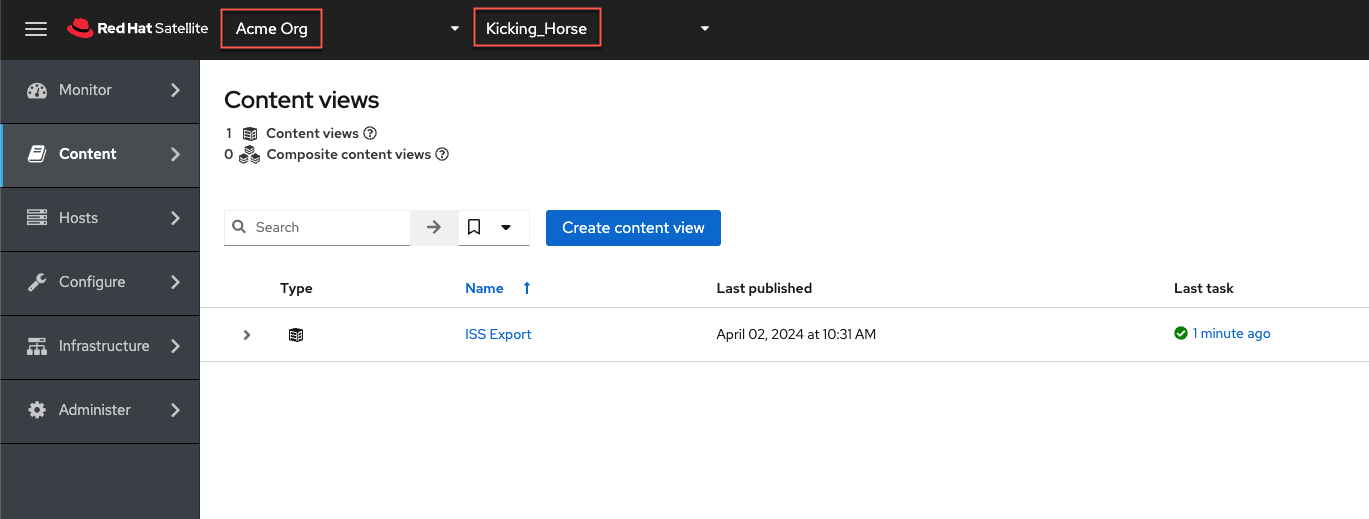 Red Hat Satellite Acme Org Kicking_Horse
Monitor
Content
Hosts
Configure
Infrastructure
Administer
Content views
1 Content views
0 Composite content views
Search Create content view
Type Name Last published Last task
ISS Export April 02, 2024 at 10:31 AM 1 minute ago